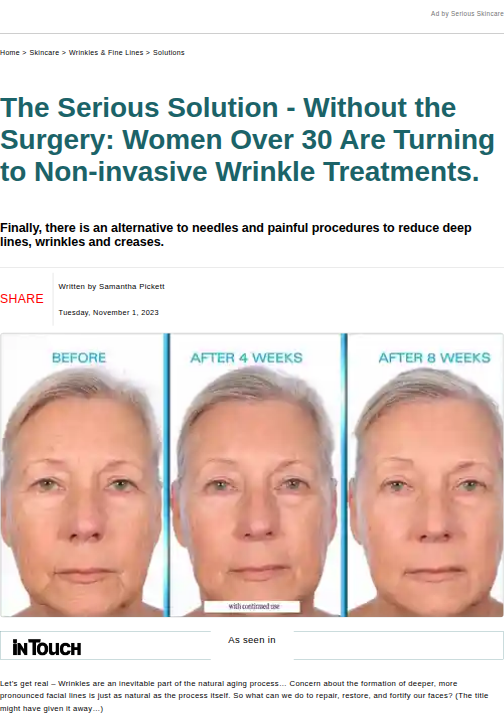 Ad by Serious Skincare
Home > Skincare > Wrinkles & Fine Lines > Solutions
The Serious Solution - Without the
Surgery: Women Over 30 Are Turning
to Non-invasive Wrinkle Treatments.
Finally, there is an alternative to needles and painful procedures to reduce deep
lines, wrinkles and creases.
SHARE
Written by Samantha Pickett
Tuesday, November 1, 2023
BEFORE
AFTER 4 WEEKS
AFTER 8 WEEKS
with continued use
As seen in
INTOUCH
Let's get real – Wrinkles are an inevitable part of the natural aging process… Concern about the formation of deeper, more
pronounced facial lines is just as natural as the process itself. So what can we do to repair, restore, and fortify our faces? (The title
might have given it away…)